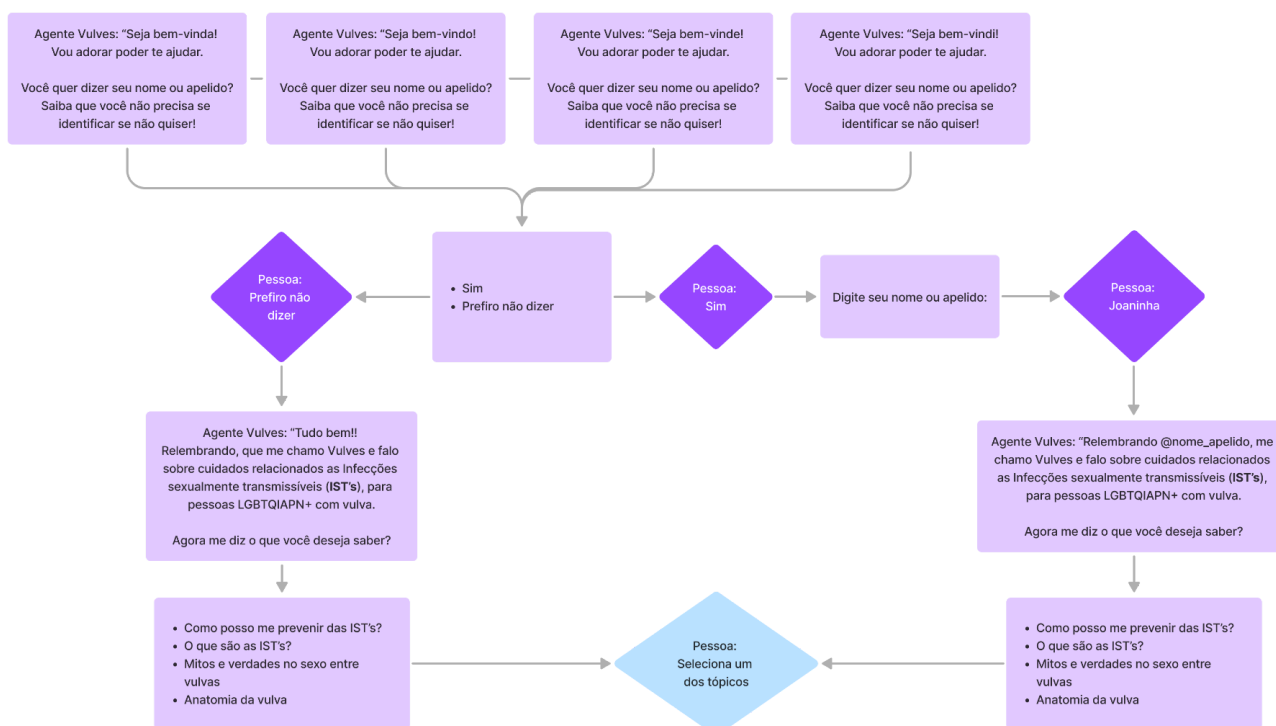 Agente Vulves: “Seja bem-vinda!
Vou adorar poder te ajudar.
Você quer dizer seu nome ou apelido?
Saiba que você não precisa se
identificar se não quiser!
Agente Vulves: “Seja bem-vindo!
Vou adorar poder te ajudar.
Você quer dizer seu nome ou apelido?
Saiba que você não precisa se
identificar se não quiser!
Agente Vulves: “Seja bem-vinde!
Vou adorar poder te ajudar.
Você quer dizer seu nome ou apelido?
Saiba que você não precisa se
identificar se não quiser!
Agente Vulves: “Seja bem-vindi!
Vou adorar poder te ajudar.
Você quer dizer seu nome ou apelido?
Saiba que você não precisa se
identificar se não quiser!
Pessoa:
Prefiro não
dizer
• Sim
• Prefiro não dizer
Pessoa:
Sim
Digite seu nome ou apelido:
Pessoa:
Joaninha
Agente Vulves: “Tudo bem!!
Relembrando, que me chamo Vulves e falo
sobre cuidados relacionados as Infecções
sexualmente transmissíveis (IST’s), para
pessoas LGBTQIAPN+ com vulva.
Agora me diz o que você deseja saber?
Agente Vulves: “Relembrando @nome_apelido, me
chamo Vulves e falo sobre cuidados relacionados
as Infecções sexualmente transmissíveis (IST’s),
para pessoas LGBTQIAPN+ com vulva.
Agora me diz o que você deseja saber?
• Como posso me prevenir das IST’s?
• O que são as IST’s?
• Mitos e verdades no sexo entre
vulvas
• Anatomia da vulva
Pessoa:
Seleciona um
dos tópicos
• Como posso me prevenir das IST’s?
• O que são as IST’s?
• Mitos e verdades no sexo entre
vulvas
• Anatomia da vulva